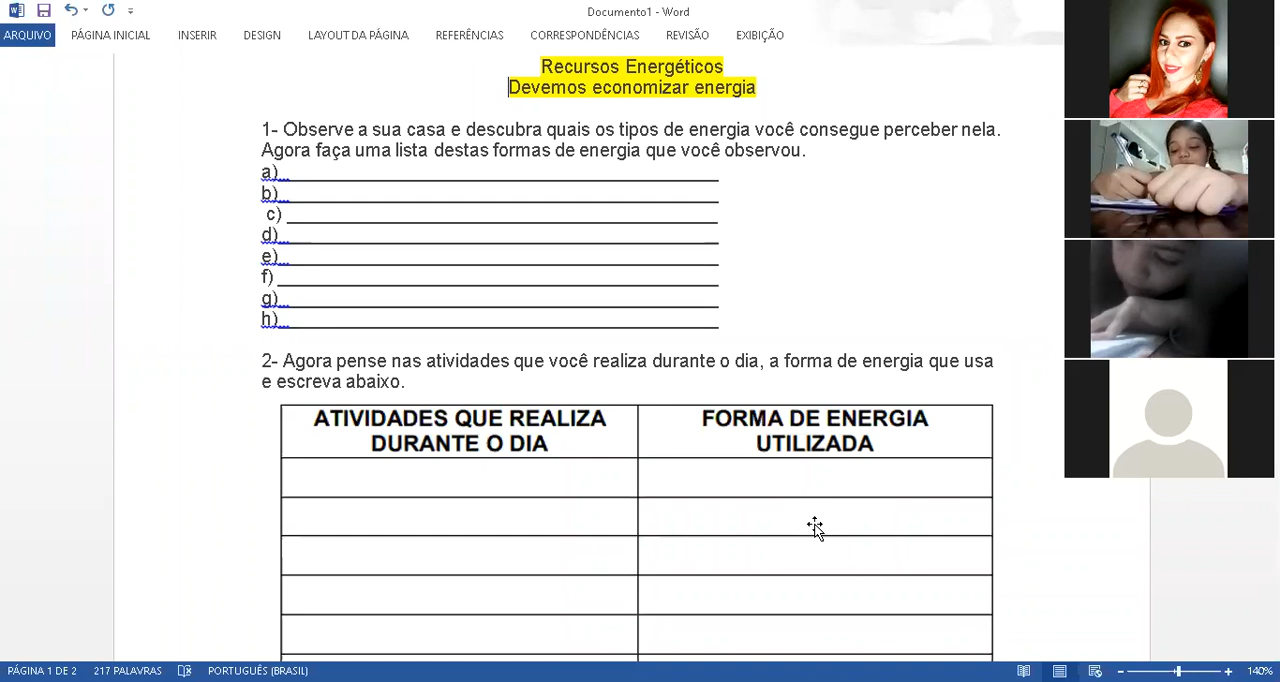 Documento1 - Word
ARQUIVO PÁGINA INICIAL INSERIR DESIGN LAYOUT DA PÁGINA REFERÊNCIAS CORRESPONDÊNCIAS REVISÃO EXIBIÇÃO
Recursos Energéticos
Devemos economizar energia
1- Observe a sua casa e descubra quais os tipos de energia você consegue perceber nela.
Agora faça uma lista destas formas de energia que você observou.
a)
b)
c)
d)
e)
f)
g)
h)
2- Agora pense nas atividades que você realiza durante o dia, a forma de energia que usa
e escreva abaixo.
ATIVIDADES QUE REALIZA
DURANTE O DIA
FORMA DE ENERGIA
UTILIZADA
PÁGINA 1 DE 2 217 PALAVRAS PORTUGUÊS (BRASIL) 140%